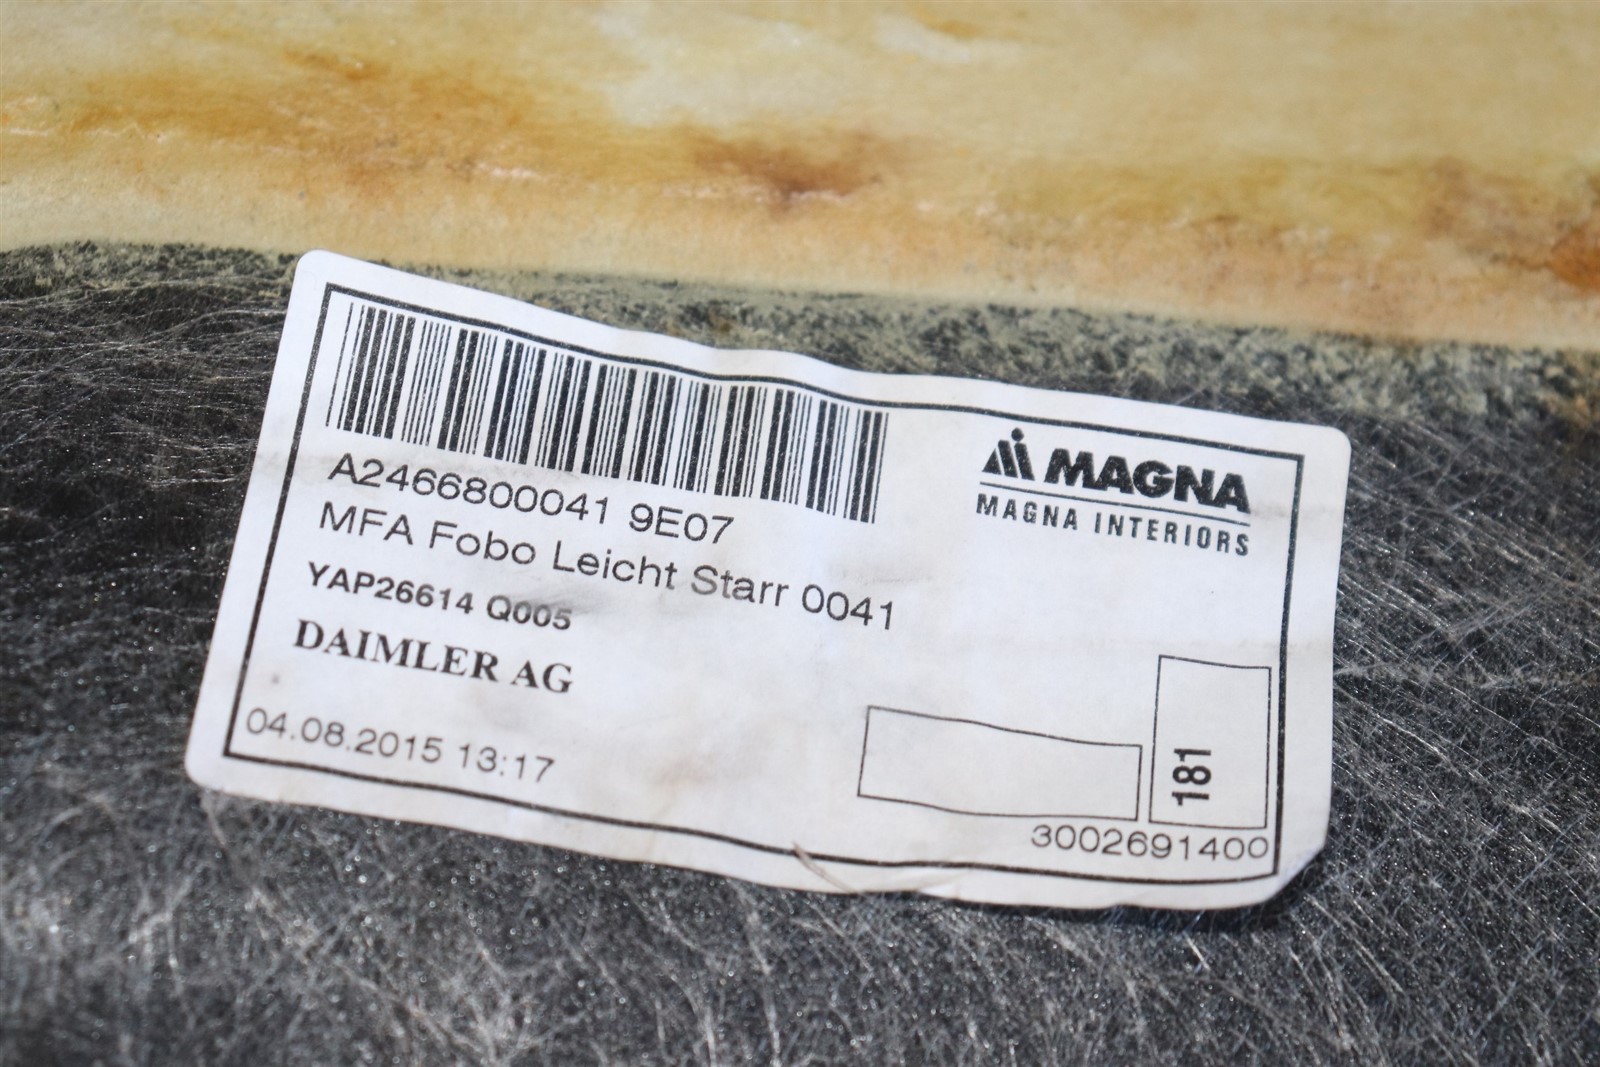 A2466800041 9E07
MFA Fobo Leicht Starr 0041
YAP26614 Q005
DAIMLER AG
04.08.2015 13:17
MAGNA
MAGNA INTERIORS
181
3002691400